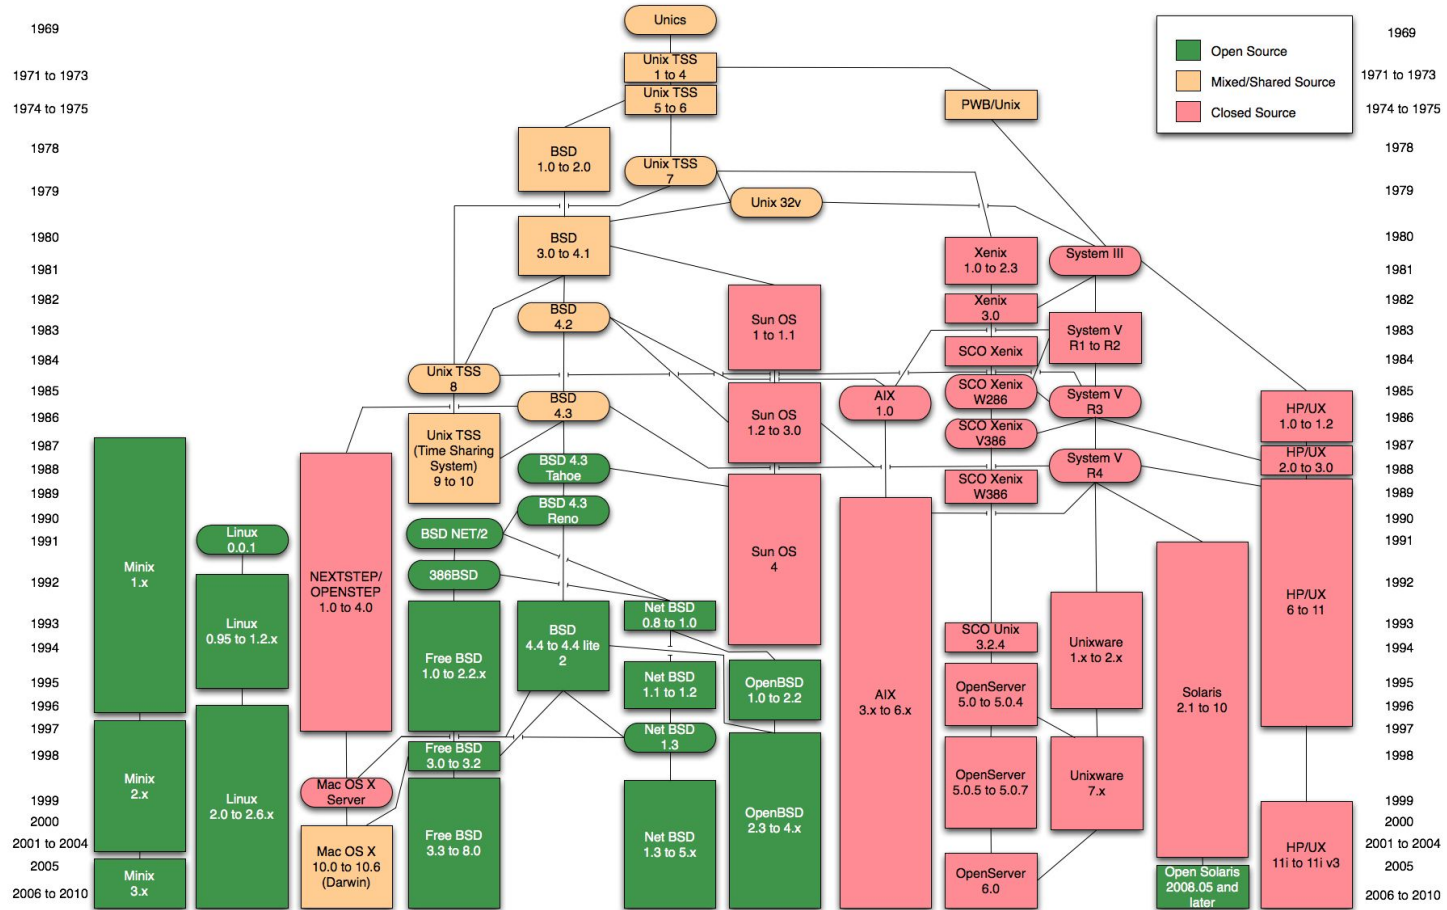 Unics
1969
1969
Open Source
Mixed/Shared Source
Closed Source
Unix TSS
1 to 4
1971 to 1973
1971 to 1973
Unix TSS
5 to 6
PWB/Unix
1974 to 1975
1974 to 1975
BSD
1.0 to 2.0
1978
1978
Unix TSS
7
1979
1979
Unix 32v
BSD
3.0 to 4.1
1980
1980
Xenix
1.0 to 2.3
System III
1981
1981
1982
1982
Xenix
3.0
BSD
4.2
Sun OS
1 to 1.1
System V
R1 to R2
1983
1983
SCO Xenix
1984
1984
Unix TSS
8
SCO Xenix
W286
1985
1985
BSD
4.3
AIX
1.0
System V
R3
HP/UX
1.0 to 1.2
1986
1986
Sun OS
1.2 to 3.0
SCO Xenix
V386
1987
1987
Unix TSS
(Time Sharing
System)
9 to 10
HP/UX
2.0 to 3.0
BSD 4.3
Tahoe
System V
R4
1988
1988
SCO Xenix
W386
1989
1989
BSD 4.3
Reno
1990
1990
BSD NET/2
Linux
0.0.1
1991
1991
Sun OS
4
Minix
1.x
386BSD
NEXTSTEP/
OPENSTEP
1.0 to 4.0
1992
1992
HP/UX
6 to 11
Net BSD
0.8 to 1.0
1993
1993
Linux
0.95 to 1.2.x
BSD
4.4 to 4.4 lite
2
SCO Unix
3.2.4
Unixware
1.x to 2.x
1994
1994
Free BSD
1.0 to 2.2.x
Net BSD
1.1 to 1.2
OpenBSD
1.0 to 2.2
OpenServer
5.0 to 5.0.4
1995
1995
AIX
3.x to 6.x
Solaris
2.1 to 10
1996
1996
1997
1997
Net BSD
1.3
Free BSD
3.0 to 3.2
1998
1998
Minix
2.x
Mac OS X
Server
OpenServer
5.0.5 to 5.0.7
Unixware
7.x
1999
1999
Linux
2.0 to 2.6.x
OpenBSD
2.3 to 4.x
2000
2000
Free BSD
3.3 to 8.0
Net BSD
1.3 to 5.x
2001 to 2004
2001 to 2004
Mac OS X
10.0 to 10.6
(Darwin)
HP/UX
11i to 11i v3
2005
2005
Minix
3.x
OpenServer
6.0
Open Solaris
2008.05 and
later
2006 to 2010
2006 to 2010